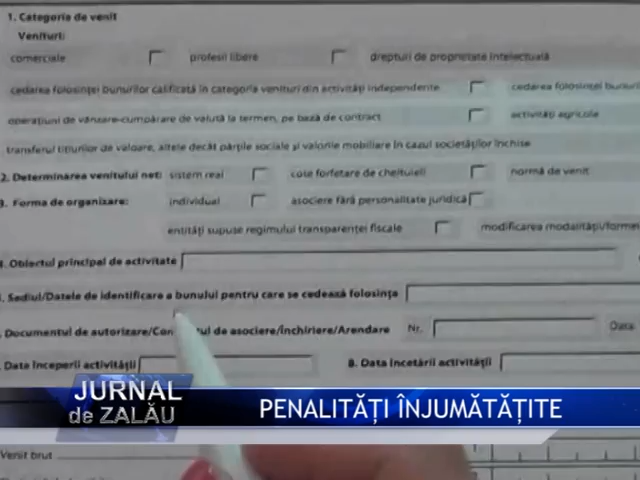 1. Categoria de venit
Venituri:
comerciale profesii libere drepturi de proprietate intelectuală
cedarea folosinței bunurilor calificată în categoria venituri din activități independente cedarea folosinței bunuri
operațiuni de vânzare-cumpărare de valută la termen, pe bază de contract activități agricole
transferul titlurilor de valoare, altele decât părțile sociale și valorile mobiliare în cazul societăților închise
2. Determinarea venitului net: sistem real cote forfetare de cheltuieli normă de venit
3. Forma de organizare: individual asociere fără personalitate juridică
entități supuse regimului transparenței fiscale modificarea modalității/formei
. Obiectul principal de activitate
. Sediul/Datele de identificare a bunului pentru care se cedează folosința
. Documentul de autorizare/Con ul de asociere/Închiriere/Arendare Nr. Data
. Data începerii activității 8. Data încetării activității
JURNAL
de ZALĂU
PENALITĂȚI ÎNJUMĂTĂȚITE
Venit brut